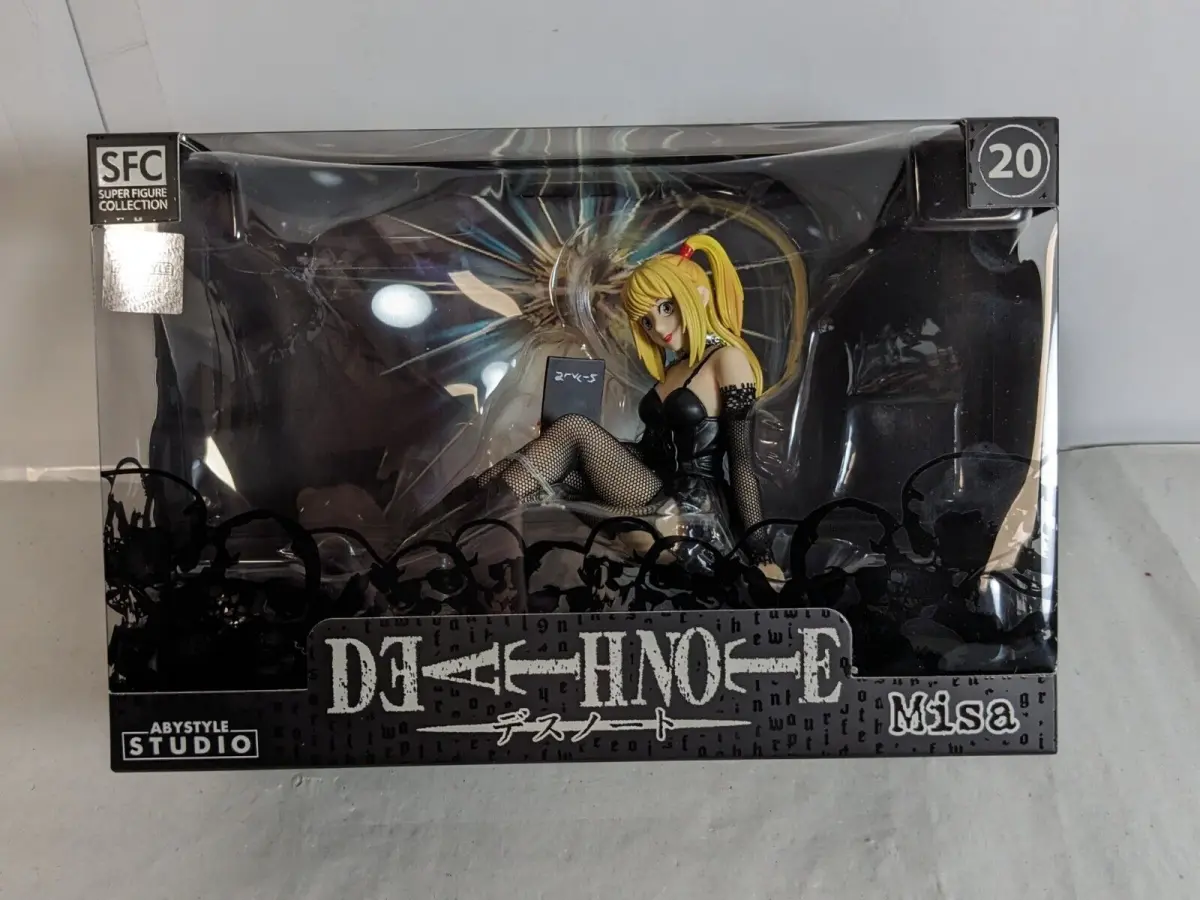 SFC
SUPER FIGURE
COLLECTION
20
DEATH NOTE
デスノート
Misa
ABYSTYLE
STUDIO